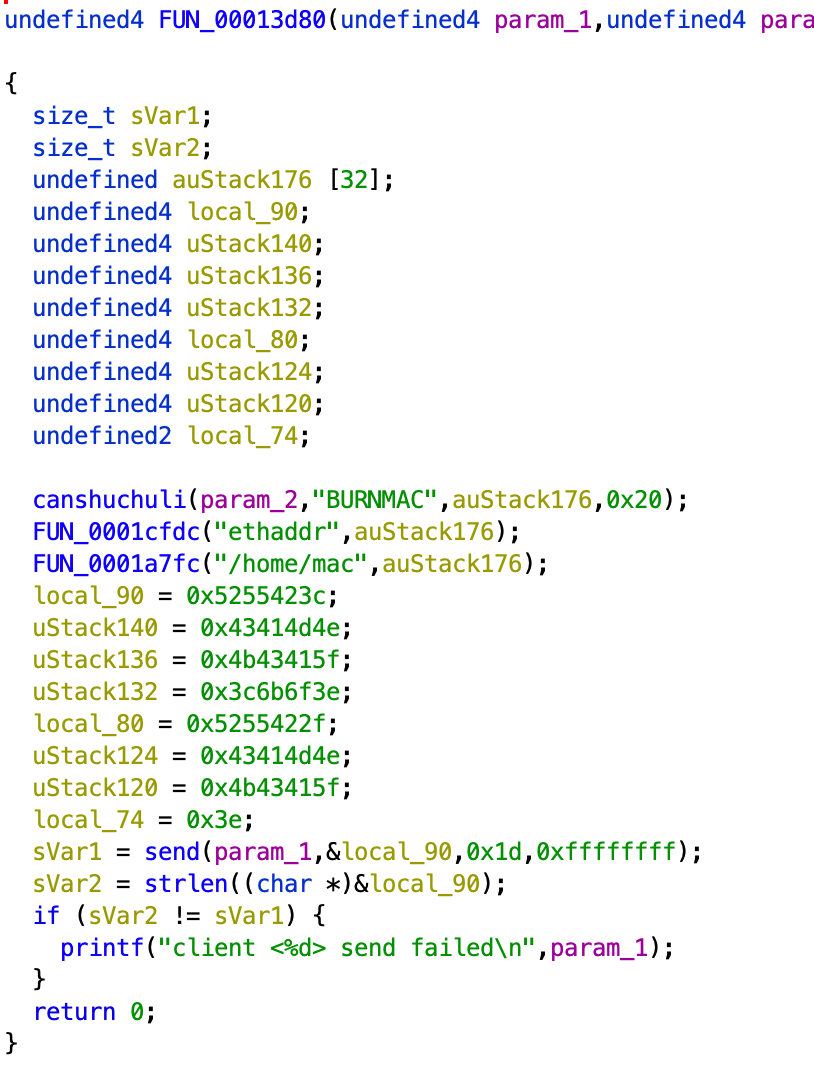 undefined4 FUN_00013d80(undefined4 param_1,undefined4 para
{
size_t sVar1;
size_t sVar2;
undefined auStack176 [32];
undefined4 local_90;
undefined4 uStack140;
undefined4 uStack136;
undefined4 uStack132;
undefined4 local_80;
undefined4 uStack124;
undefined4 uStack120;
undefined2 local_74;
canshuchuli(param_2,"BURNMAC",auStack176,0x20);
FUN_0001cfdc("ethaddr",auStack176);
FUN_0001a7fc("/home/mac",auStack176);
local_90 = 0x5255423c;
uStack140 = 0x43414d4e;
uStack136 = 0x4b43415f;
uStack132 = 0x3c6b6f3e;
local_80 = 0x5255422f;
uStack124 = 0x43414d4e;
uStack120 = 0x4b43415f;
local_74 = 0x3e;
sVar1 = send(param_1,&local_90,0x1d,0xffffffff);
sVar2 = strlen((char *)&local_90);
if (sVar2 != sVar1) {
printf("client <%d> send failed\n",param_1);
}
return 0;
}